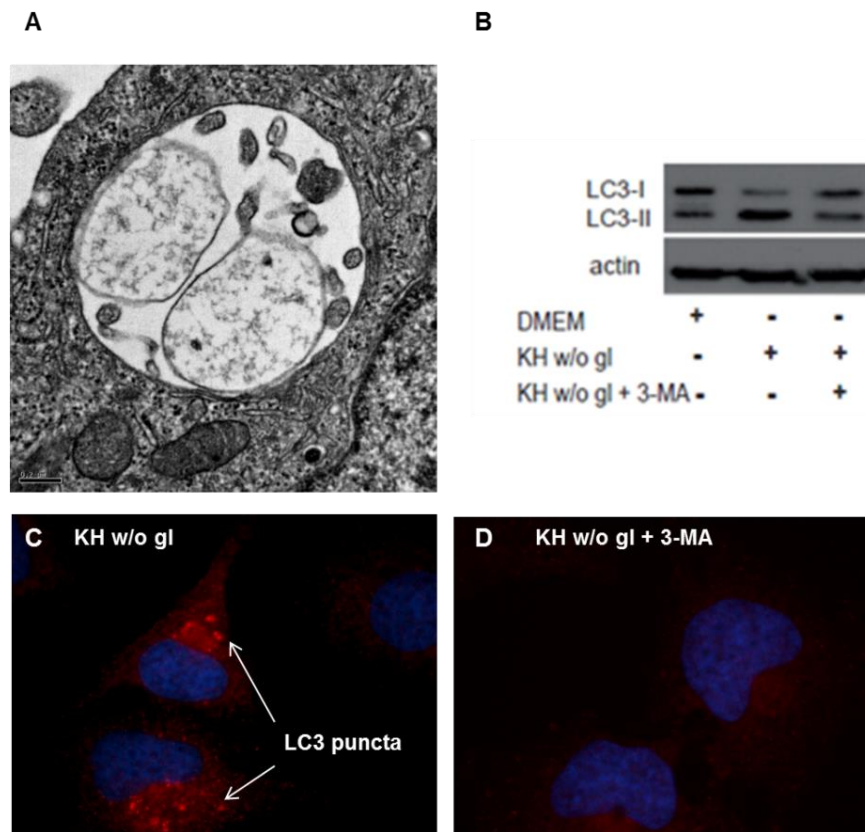 A
B
LC3-I
LC3-II
actin
DMEM + - -
KH w/o gl - + +
KH w/o gl + 3-MA - - +
C KH w/o gl
LC3 puncta
D KH w/o gl + 3-MA